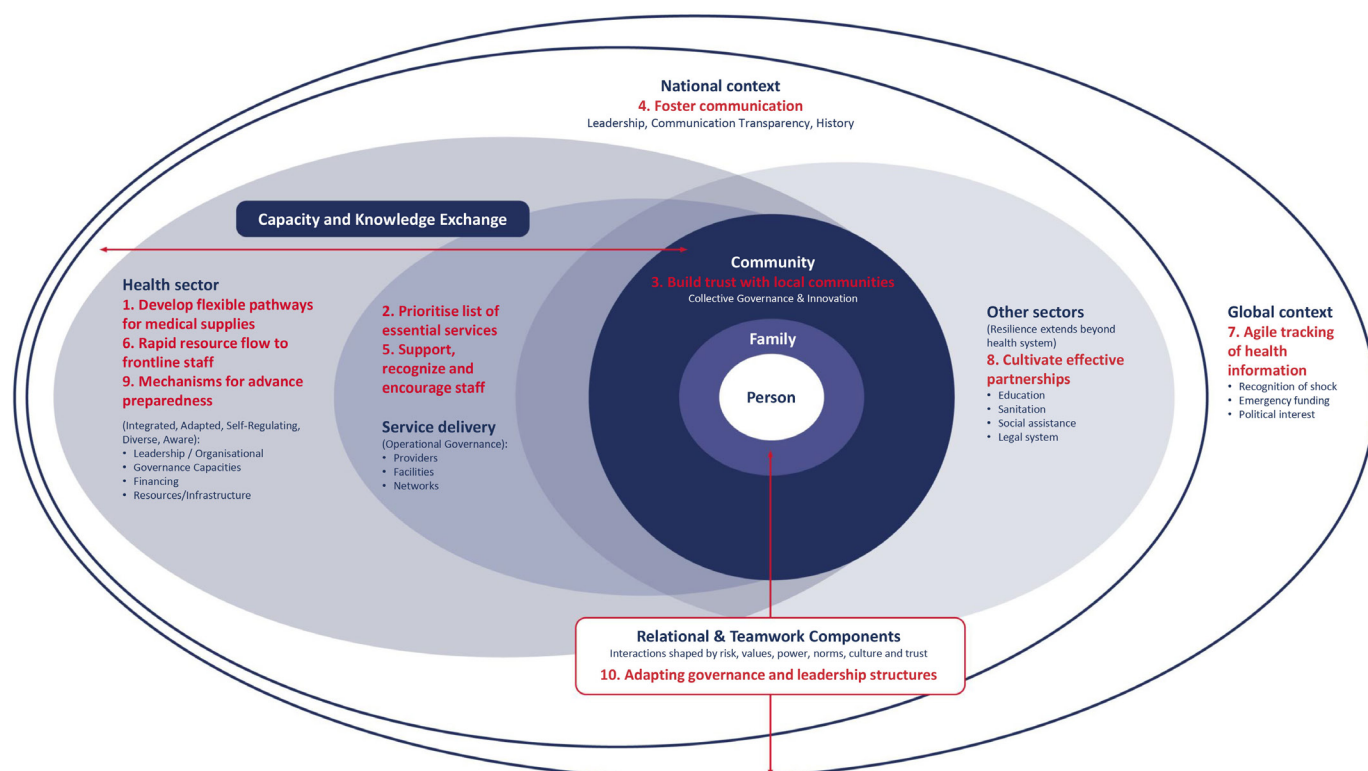 National context
4. Foster communication
Leadership, Communication Transparency, History
Capacity and Knowledge Exchange
Health sector
1. Develop flexible pathways
for medical supplies
6. Rapid resource flow to
frontline staff
9. Mechanisms for advance
preparedness
(Integrated, Adapted, Self-Regulating,
Diverse, Aware):
• Leadership / Organisational
• Governance Capacities
• Financing
• Resources/Infrastructure
2. Prioritise list of
essential services
5. Support,
recognize and
encourage staff
Service delivery
(Operational Governance):
• Providers
• Facilities
• Networks
Community
3. Build trust with local communities
Collective Governance & Innovation
Family
Person
Other sectors
(Resilience extends beyond
health system)
8. Cultivate effective
partnerships
• Education
• Sanitation
• Social assistance
• Legal system
Global context
7. Agile tracking
of health
information
• Recognition of shock
• Emergency funding
• Political interest
Relational & Teamwork Components
Interactions shaped by risk, values, power, norms, culture and trust
10. Adapting governance and leadership structures